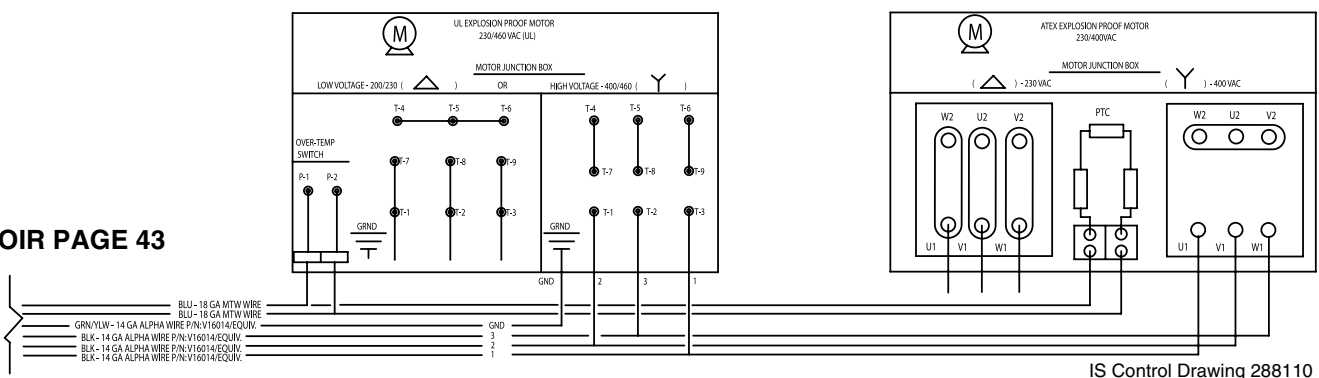 M
UL EXPLOSION PROOF MOTOR
230/460 VAC (UL)
MOTOR JUNCTION BOX
LOW VOLTAGE - 200/230 ( ) OR HIGH VOLTAGE - 400/460 ( )
T-4 T-5 T-6 T-4 T-5 T-6
OVER-TEMP
SWITCH
P-1 P-2
T-7 T-8 T-9 T-7 T-8 T-9
T-1 T-2 T-3 T-1 T-2 T-3
GRND GRND
GND 2 3 1
M
ATEX EXPLOSION PROOF MOTOR
230/400VAC
MOTOR JUNCTION BOX
( ) - 230 VAC ( ) - 400 VAC
W2 U2 V2 PTC W2 U2 V2
U1 V1 W1 U1 V1 W1
OIR PAGE 43
BLU - 18 GA MTW WIRE
BLU - 18 GA MTW WIRE
GRN/YLW - 14 GA ALPHA WIRE P/N:V16014/EQUIV. GND
BLK - 14 GA ALPHA WIRE P/N:V16014/EQUIV. 3
BLK - 14 GA ALPHA WIRE P/N:V16014/EQUIV. 2
BLK - 14 GA ALPHA WIRE P/N:V16014/EQUIV. 1
IS Control Drawing 288110